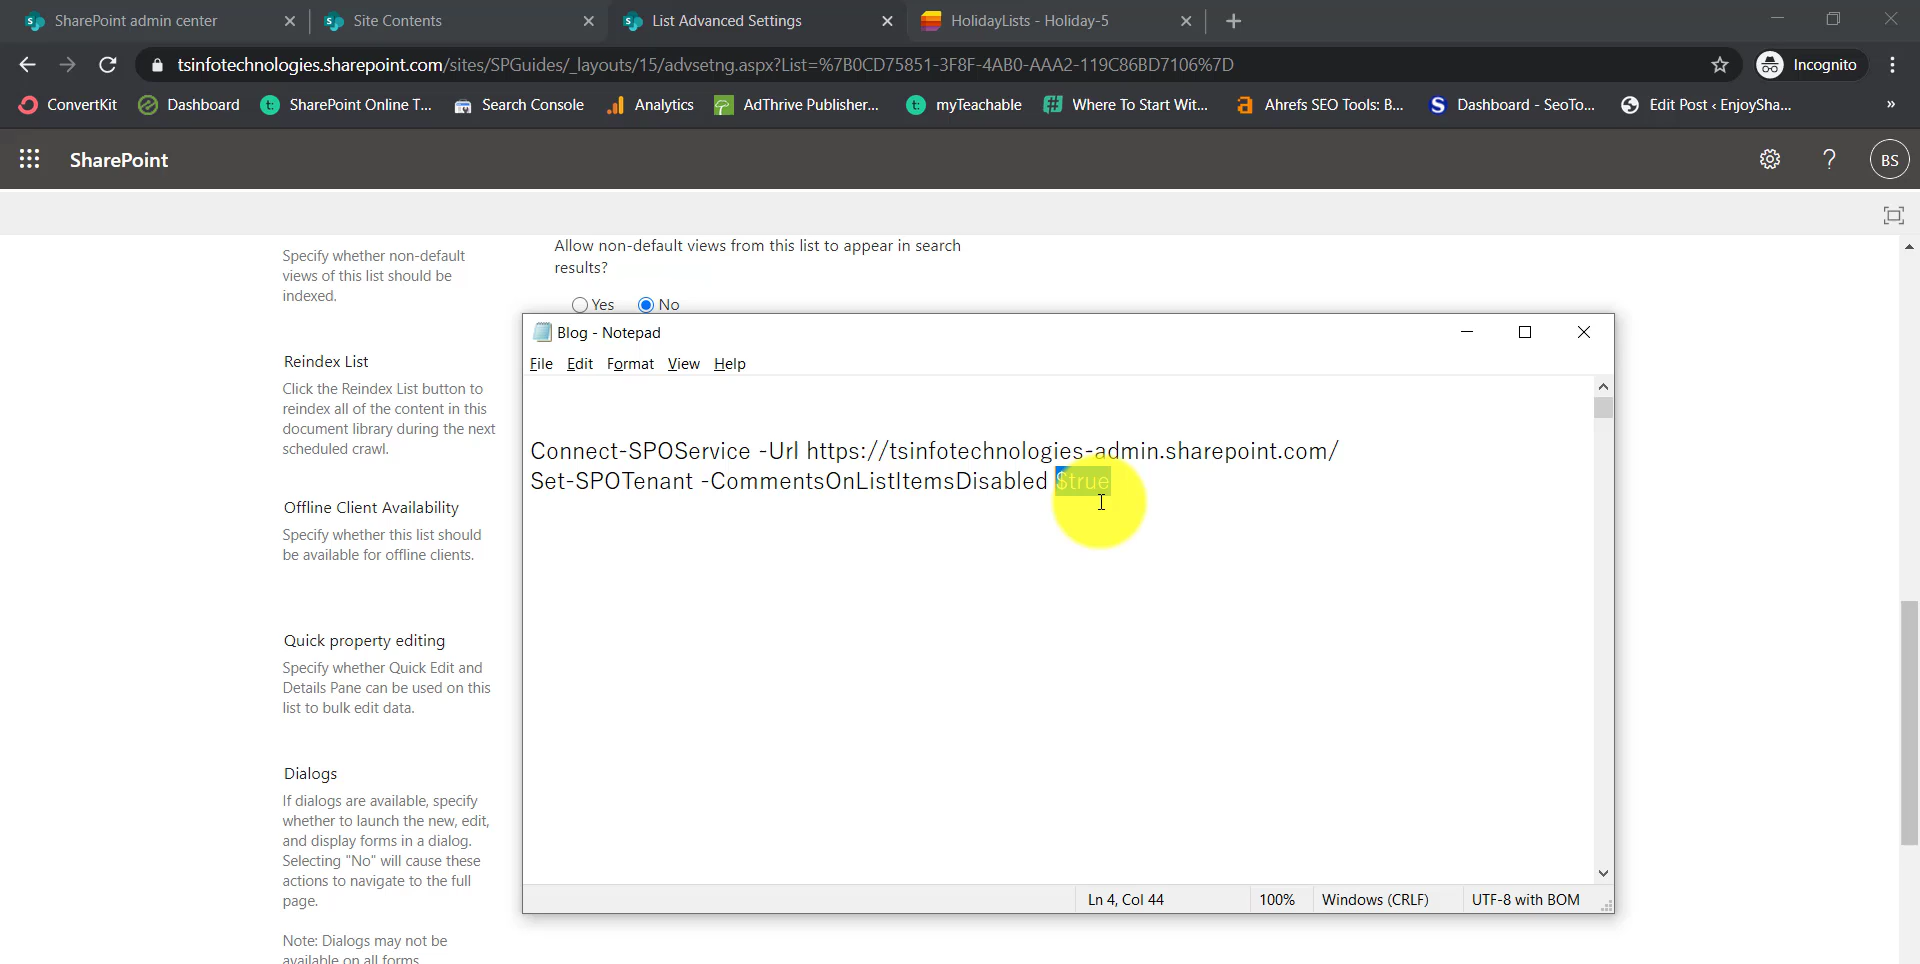 SharePoint admin center
Site Contents
List Advanced Settings
HolidayLists - Holiday-5
tsinfotechnologies.sharepoint.com/sites/SPGuides/_layouts/15/advsetng.aspx?List=%7B0CD75851-3F8F-4AB0-AAA2-119C86BD7106%7D
Incognito
ConvertKit
Dashboard
SharePoint Online T...
Search Console
Analytics
AdThrive Publisher...
myTeachable
Where To Start Wit...
Ahrefs SEO Tools: B...
Dashboard - SeoTo...
Edit Post ‹ EnjoySha...
»
SharePoint
?
BS
Specify whether non-default
views of this list should be
indexed.
Allow non-default views from this list to appear in search
results?
Yes
No
Reindex List
Click the Reindex List button to
reindex all of the content in this
document library during the next
scheduled crawl.
Offline Client Availability
Specify whether this list should
be available for offline clients.
Quick property editing
Specify whether Quick Edit and
Details Pane can be used on this
list to bulk edit data.
Dialogs
If dialogs are available, specify
whether to launch the new, edit,
and display forms in a dialog.
Selecting "No" will cause these
actions to navigate to the full
page.
Note: Dialogs may not be
available on all forms.
Blog - Notepad
File Edit Format View Help
Connect-SPOService -Url https://tsinfotechnologies-admin.sharepoint.com/
Set-SPOTenant -CommentsOnListItemsDisabled $true
Ln 4, Col 44
100%
Windows (CRLF)
UTF-8 with BOM